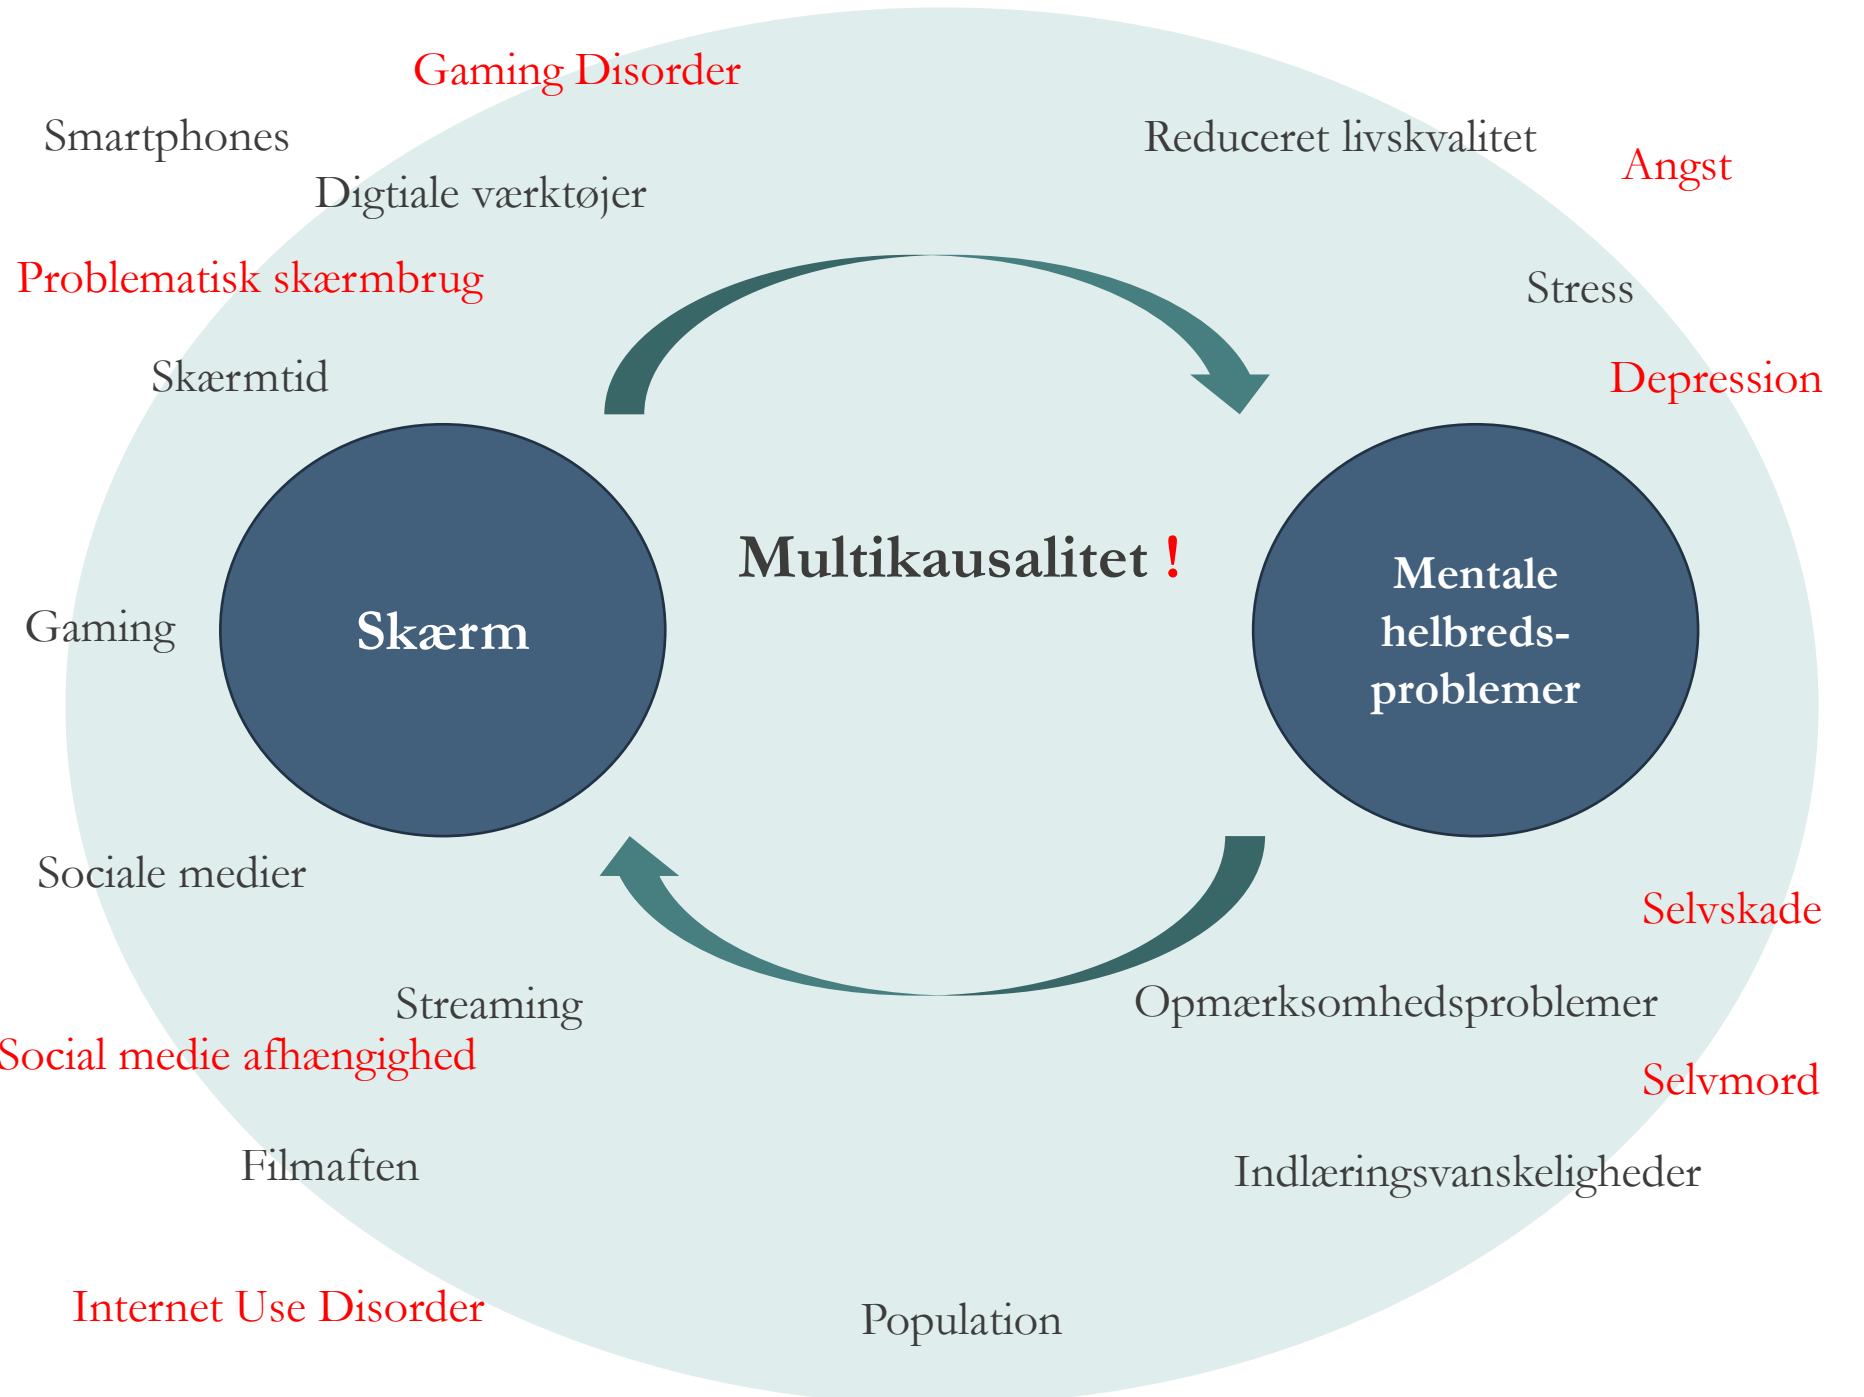 Gaming Disorder
Smartphones
Reduceret livskvalitet
Angst
Digtiale værktøjer
Problematisk skærmbrug
Stress
Skærmtid
Depression
Multikausalitet !
Skærm
Mentale
helbreds-
problemer
Gaming
Sociale medier
Selvskade
Streaming
Opmærksomhedsproblemer
Social medie afhængighed
Selvmord
Filmaften
Indlæringsvanskeligheder
Internet Use Disorder
Population